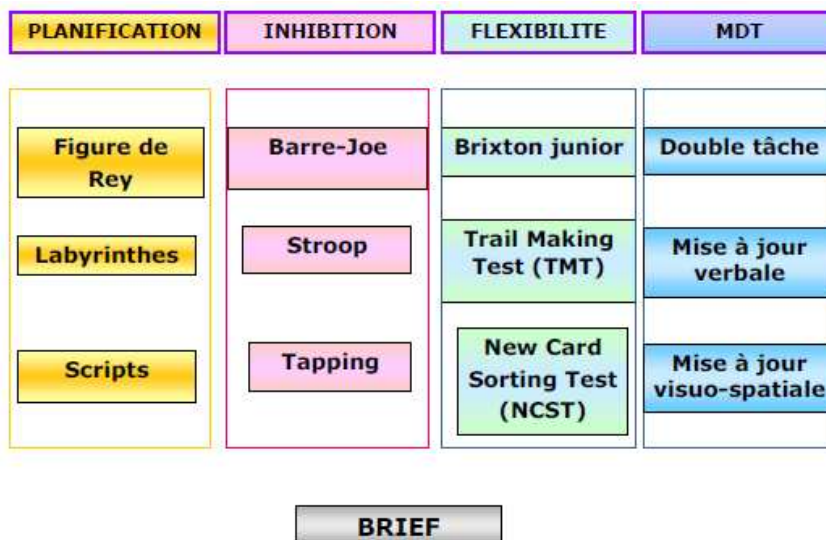 PLANIFICATION
INHIBITION
FLEXIBILITE
MDT
Figure de
Rey
Labyrinthes
Scripts
Barre-Joe
Stroop
Tapping
Brixton junior
Trail Making
Test (TMT)
New Card
Sorting Test
(NCST)
Double tâche
Mise à jour
verbale
Mise à jour
visuo-spatiale
BRIEF